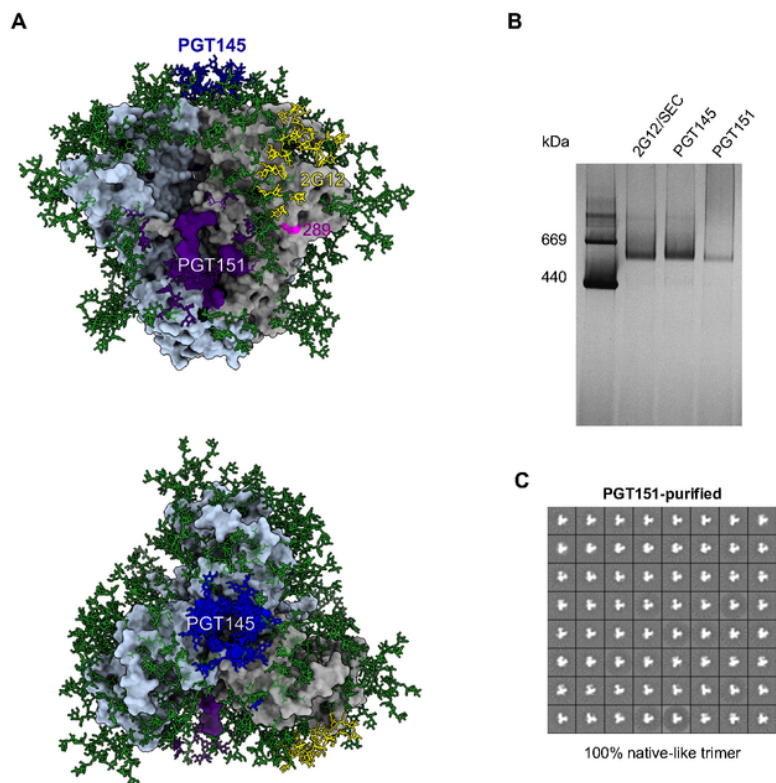 A
PGT145
2G12
289
PGT151
PGT145
B
kDa
2G12/SEC
PGT145
PGT151
669
440
C
PGT151-purified
100% native-like trimer